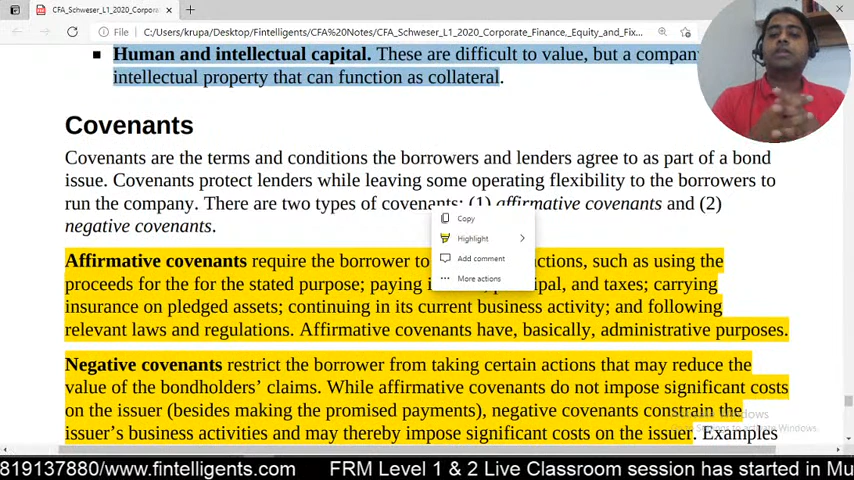 CFA_Schweser_L1_2020_Corporat
C:/Users/krupa/Desktop/Fintelligents/CFA%20Notes/CFA_Schweser_L1_2020_Corporate_Finance,_Equity_and_Fix...
Human and intellectual capital. These are difficult to value, but a company
intellectual property that can function as collateral.
Covenants
Covenants are the terms and conditions the borrowers and lenders agree to as part of a bond
issue. Covenants protect lenders while leaving some operating flexibility to the borrowers to
run the company. There are two types of covenants: (1) affirmative covenants and (2)
negative covenants.
Copy
Highlight
Add comment
More actions
Affirmative covenants require the borrower to actions, such as using the
proceeds for the for the stated purpose; paying and taxes; carrying
insurance on pledged assets; continuing in its current business activity; and following
relevant laws and regulations. Affirmative covenants have, basically, administrative purposes.
Negative covenants restrict the borrower from taking certain actions that may reduce the
value of the bondholders’ claims. While affirmative covenants do not impose significant costs
on the issuer (besides making the promised payments), negative covenants constrain the
issuer’s business activities and may thereby impose significant costs on the issuer. Examples
819137880/www.fintelligents.com FRM Level 1 & 2 Live Classroom session has started in Mu